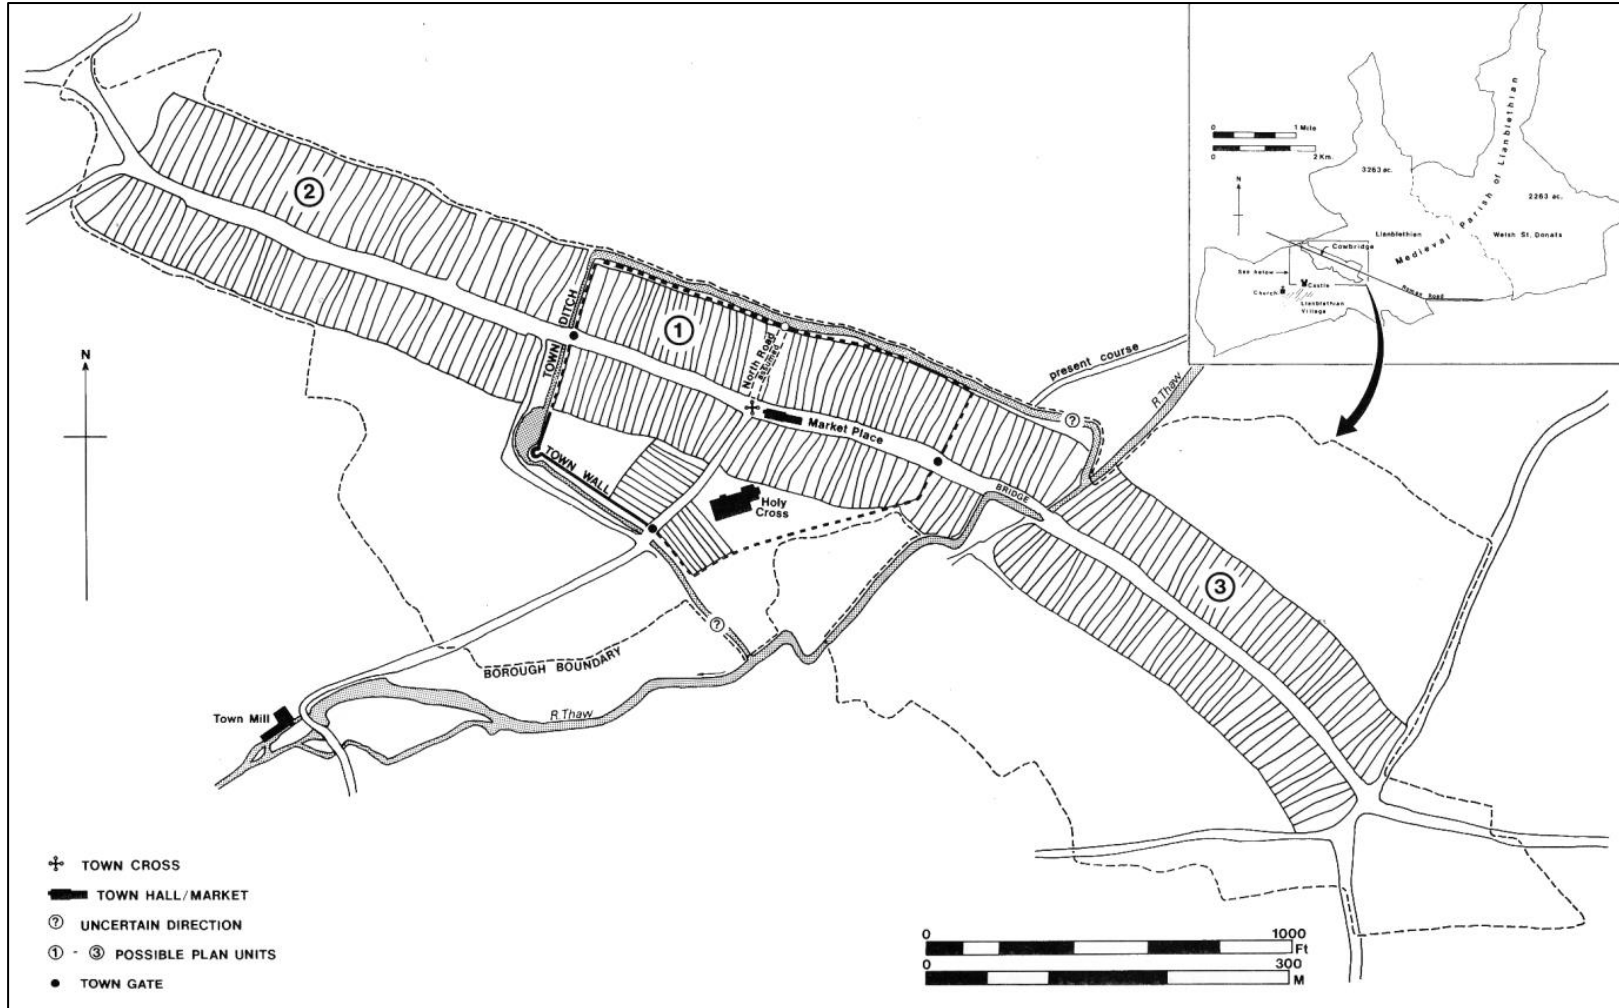 0 1 Mile
0 2 Km.
N
3263 ac.
2263 ac.
Medieval Parish of Llanblethian
Llanblethian
Welsh St. Donats
Cowbridge
See below
Castle
Church
Llanblethian
Village
Roman Road
2
DITCH
TOWN
1
North Road
assumed
present course
R. Thaw
?
N
Market Place
TOWN WALL
Holy
Cross
BRIDGE
3
?
BOROUGH BOUNDARY
Town Mill
R. Thaw
TOWN CROSS
TOWN HALL/MARKET
? UNCERTAIN DIRECTION
1 - 3 POSSIBLE PLAN UNITS
TOWN GATE
0 1000
Ft
0 300
M